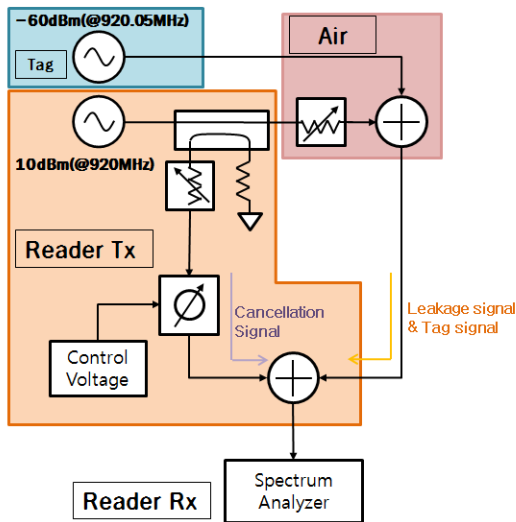 −60dBm(@920.05MHz)
Tag
Air
10dBm(@920MHz)
Reader Tx
Cancellation
Signal
Leakage signal
& Tag signal
Control
Voltage
Spectrum
Analyzer
Reader Rx